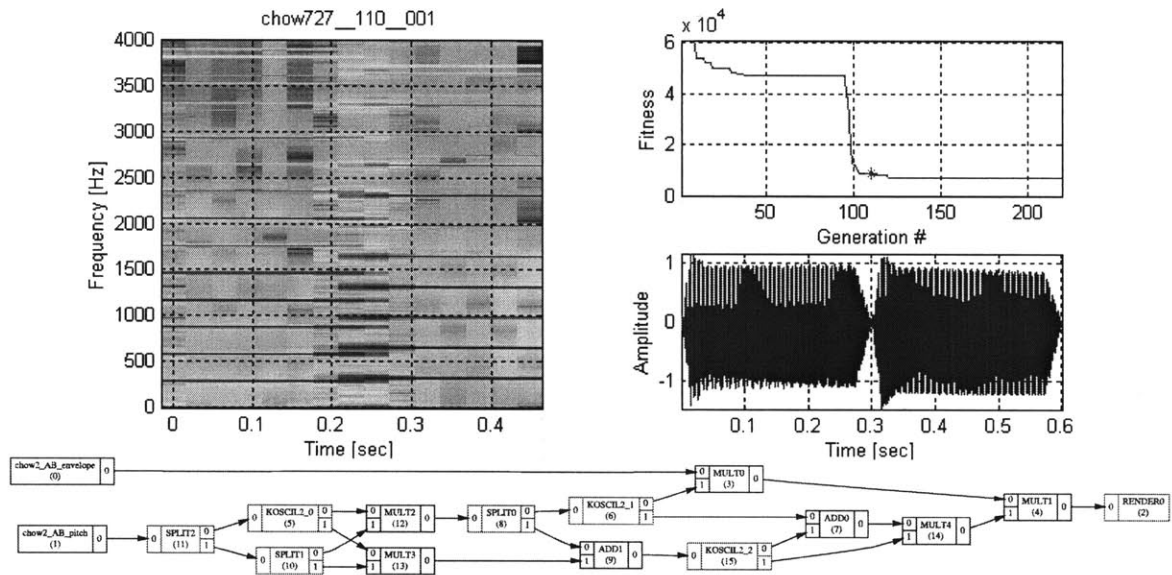 chow727__110__001
4000
3500
3000
2500
2000
1500
1000
500
0
Frequency [Hz]
0 0.1 0.2 0.3 0.4
Time [sec]
x 10^4
6
4
2
0
Fitness
50 100 150 200
Generation #
1
0
-1
Amplitude
0.1 0.2 0.3 0.4 0.5 0.6
Time [sec]
chow2_AB_envelope
(0)
0
chow2_AB_pitch
(1)
0
0
SPLIT2
(11)
0
1
0
KOSCIL2_0
(5)
0
1
0
SPLIT1
(10)
0
1
0
1
MULT2
(12)
0
0
1
MULT3
(13)
0
0
SPLIT0
(8)
0
1
0
KOSCIL2_1
(6)
0
1
0
1
ADD1
(9)
0
0
1
MULT0
(3)
0
0
KOSCIL2_2
(15)
0
1
0
1
ADD0
(7)
0
0
1
MULT4
(14)
0
0
1
MULT1
(4)
0
0
RENDER0
(2)